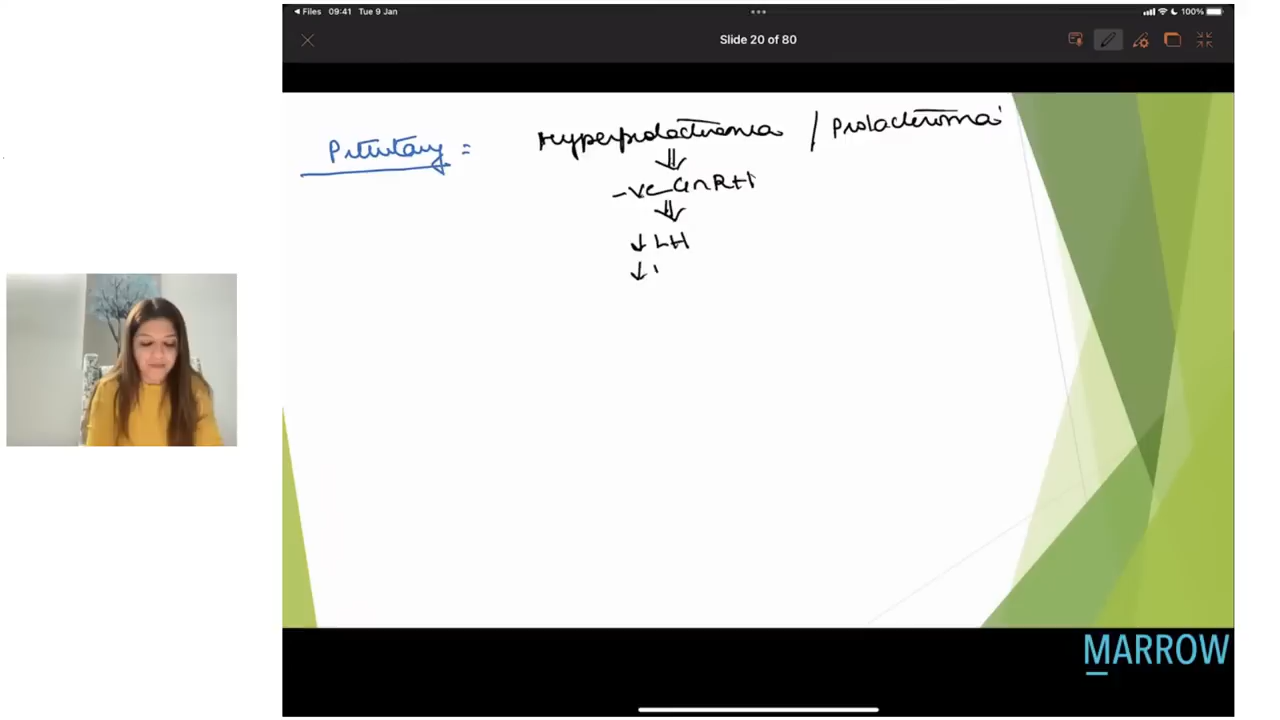 Files 09:41 Tue 9 Jan 100%
Slide 20 of 80
Pituitary = Hyperprolactinemia / Prolactinoma
-ve GnRH
↓ LH
↓
MARROW